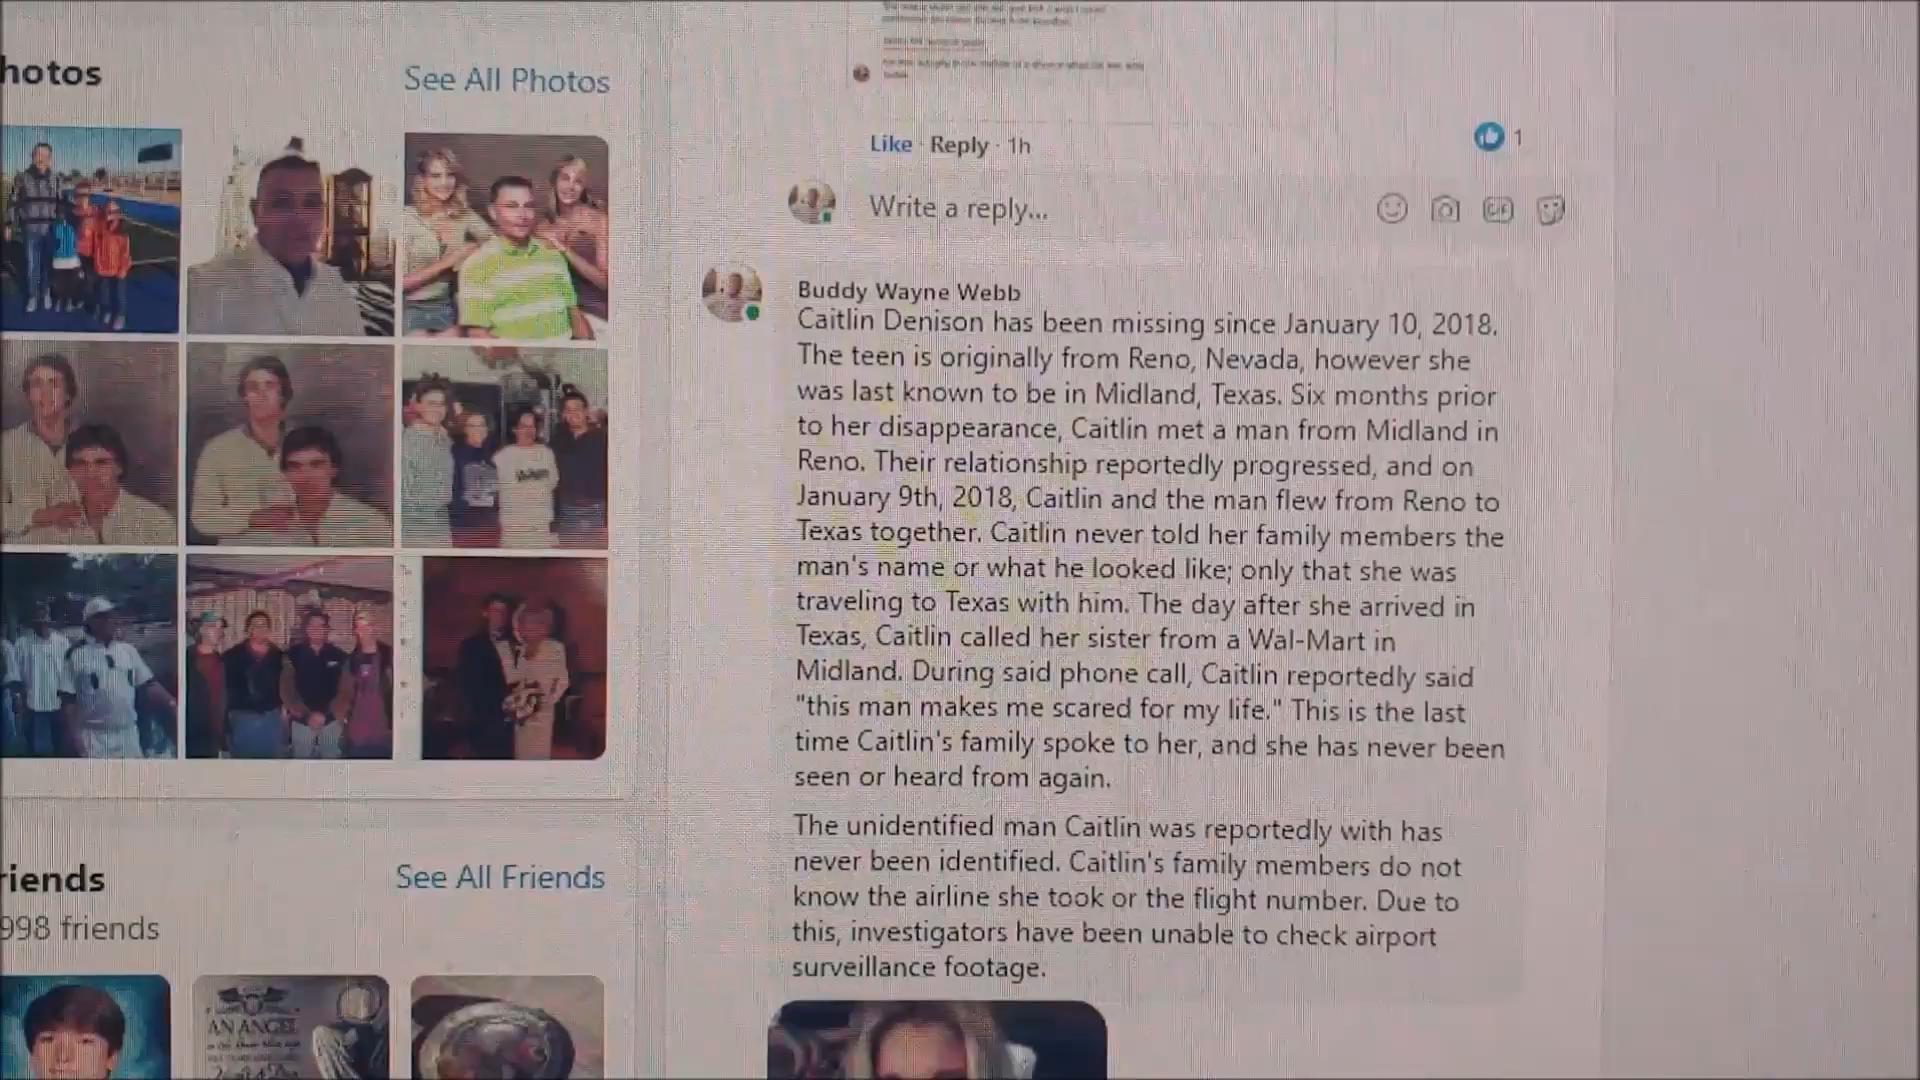 hotos
See All Photos
Like · Reply · 1h
1
Write a reply...
GIF
Buddy Wayne Webb
Caitlin Denison has been missing since January 10, 2018.
The teen is originally from Reno, Nevada, however she
was last known to be in Midland, Texas. Six months prior
to her disappearance, Caitlin met a man from Midland in
Reno. Their relationship reportedly progressed, and on
January 9th, 2018, Caitlin and the man flew from Reno to
Texas together. Caitlin never told her family members the
man's name or what he looked like; only that she was
traveling to Texas with him. The day after she arrived in
Texas, Caitlin called her sister from a Wal-Mart in
Midland. During said phone call, Caitlin reportedly said
"this man makes me scared for my life." This is the last
time Caitlin's family spoke to her, and she has never been
seen or heard from again.
The unidentified man Caitlin was reportedly with has
never been identified. Caitlin's family members do not
know the airline she took or the flight number. Due to
this, investigators have been unable to check airport
surveillance footage.
riends
See All Friends
998 friends
AN ANGEL